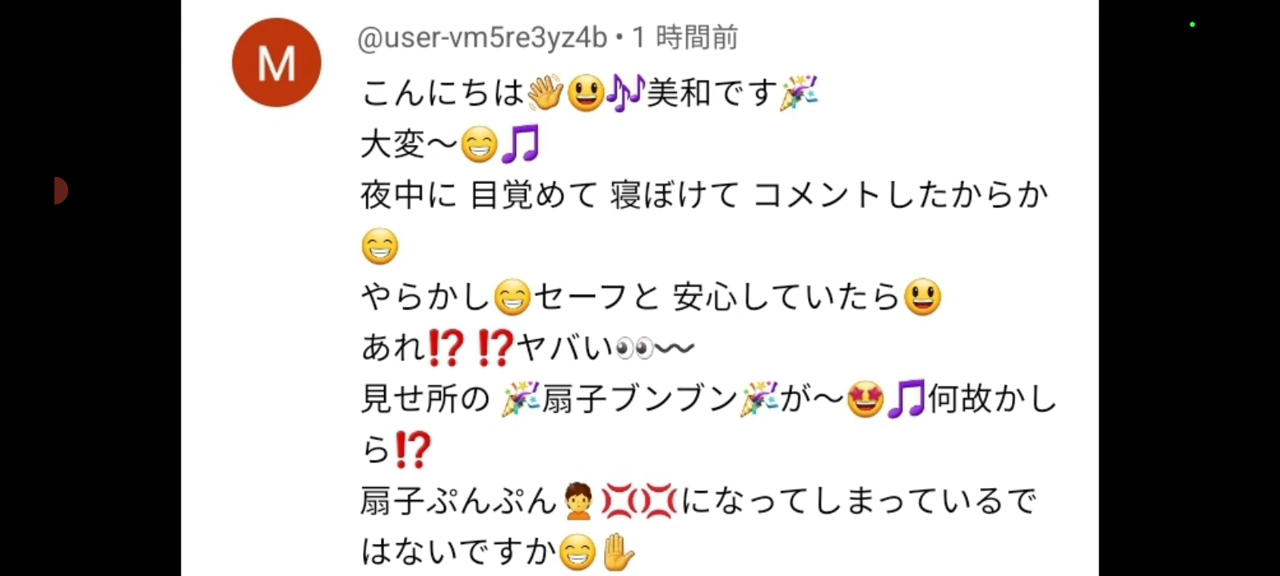 M
@user-vm5re3yz4b • 1 時間前
こんにちは👋😃🎶美和です🎉
大変〜😁🎵
夜中に 目覚めて 寝ぼけて コメントしたからか
😁
やらかし😁セーフと 安心していたら😃
あれ⁉️ ⁉️ヤバい👀〰️
見せ所の 🎉扇子ブンブン🎉が〜🤩🎵何故かし
ら⁉️
扇子ぷんぷん🙎💢💢になってしまっているで
はないですか😁✋